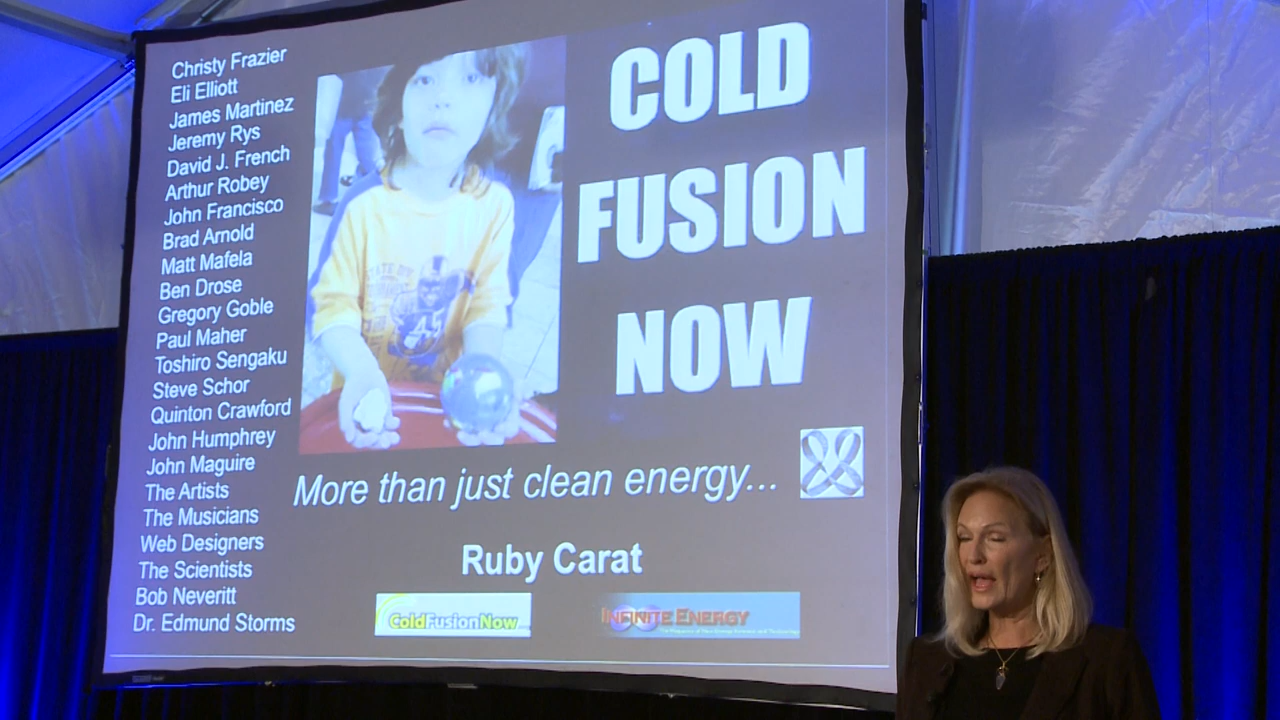 Christy Frazier
Eli Elliott
James Martinez
Jeremy Rys
David J. French
Arthur Robey
John Francisco
Brad Arnold
Matt Mafela
Ben Drose
Gregory Goble
Paul Maher
Toshiro Sengaku
Steve Schor
Quinton Crawford
John Humphrey
John Maguire
The Artists
The Musicians
Web Designers
The Scientists
Bob Neveritt
Dr. Edmund Storms
45
COLD
FUSION
NOW
More than just clean energy...
Ruby Carat
ColdFusionNow
INFINITE ENERGY